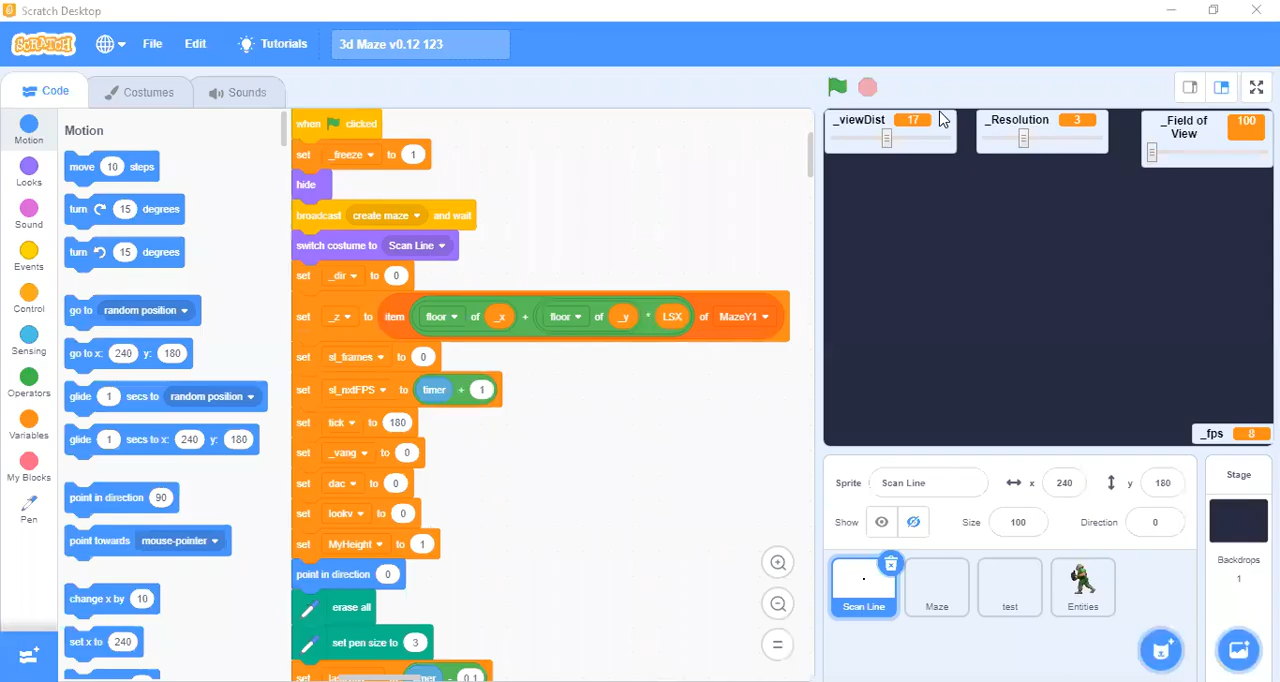 Scratch Desktop
SCRATCH File Edit Tutorials 3d Maze v0.12 123
Code Costumes Sounds
Motion
Looks
Sound
Events
Control
Sensing
Operators
Variables
My Blocks
Pen
Motion
move 10 steps
turn 15 degrees
turn 15 degrees
go to random position
go to x: 240 y: 180
glide 1 secs to random position
glide 1 secs to x: 240 y: 180
point in direction 90
point towards mouse-pointer
change x by 10
set x to 240
when clicked
set _freeze to 1
hide
broadcast create maze and wait
switch costume to Scan Line
set _dir to 0
set _z to item floor of _x + floor of _y * LSX of MazeY1
set sl_frames to 0
set sl_nxtFPS to timer + 1
set tick to 180
set _vang to 0
set dac to 0
set lookv to 0
set MyHeight to 1
point in direction 0
erase all
set pen size to 3
_viewDist 17
_Resolution 3
_Field of View 100
_fps 8
Sprite Scan Line x 240 y 180
Show Size 100 Direction 0
Scan Line
Maze
test
Entities
Stage
Backdrops
1